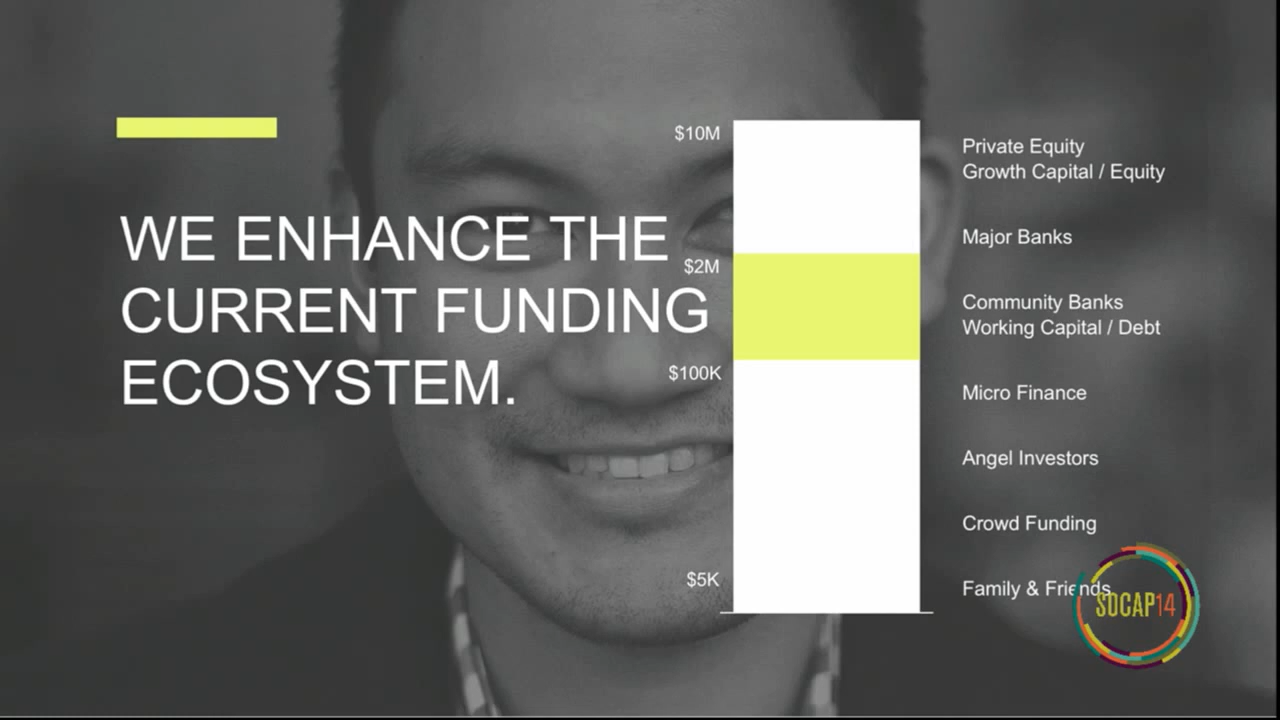 WE ENHANCE THE
CURRENT FUNDING
ECOSYSTEM.
$10M
$2M
$100K
$5K
Private Equity
Growth Capital / Equity
Major Banks
Community Banks
Working Capital / Debt
Micro Finance
Angel Investors
Crowd Funding
Family & Friends
SOCAP14